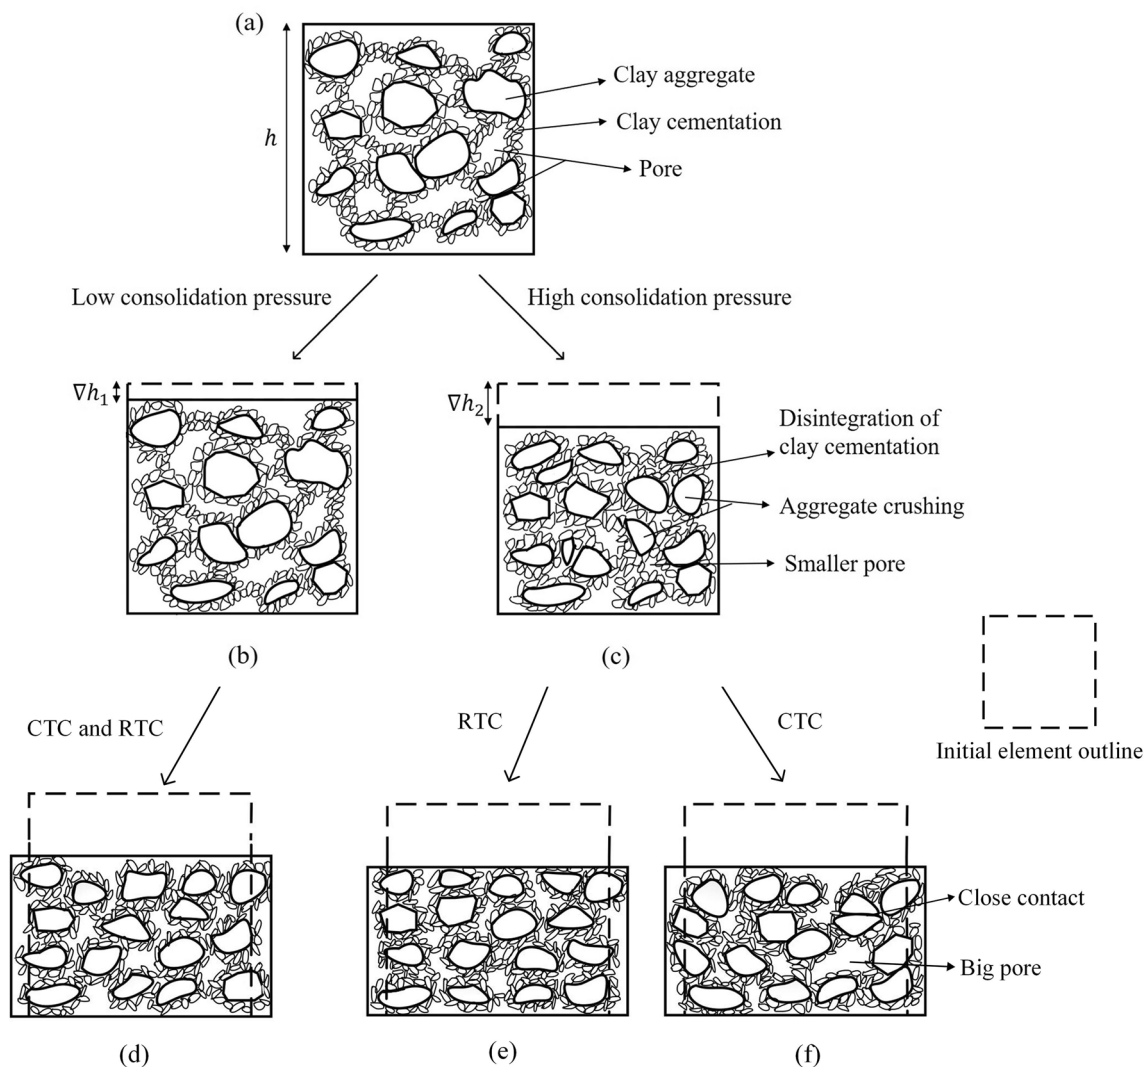 (a)
h
Clay aggregate
Clay cementation
Pore
Low consolidation pressure
High consolidation pressure
∇h₁
∇h₂
Disintegration of
clay cementation
Aggregate crushing
Smaller pore
(b)
(c)
CTC and RTC
RTC
CTC
Initial element outline
Close contact
Big pore
(d)
(e)
(f)